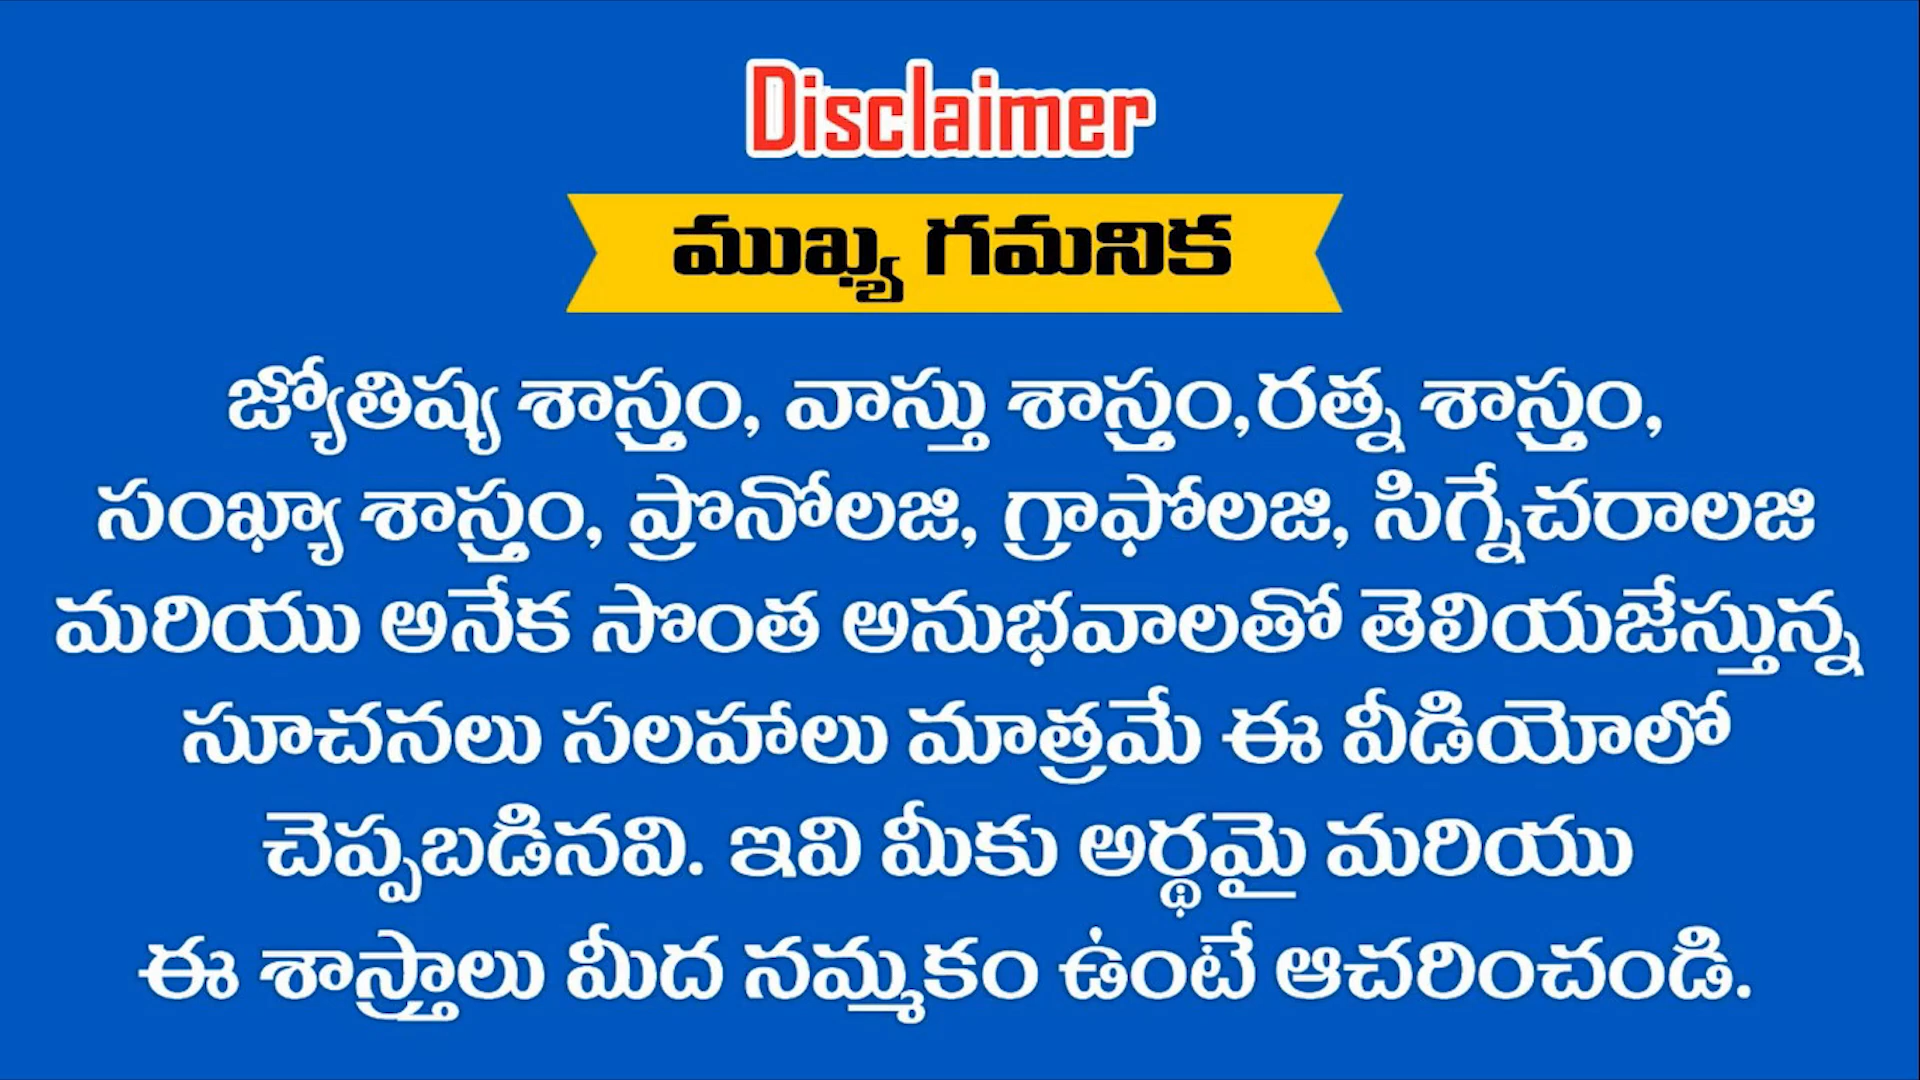 Disclaimer
ముఖ్య గమనిక
జ్యోతిష్య శాస్త్రం, వాస్తు శాస్త్రం,రత్న శాస్త్రం,
సంఖ్యా శాస్త్రం, ప్రొనోలజి, గ్రాఫోలజి, సిగ్నేచరాలజి
మరియు అనేక సొంత అనుభవాలతో తెలియజేస్తున్న
సూచనలు సలహాలు మాత్రమే ఈ వీడియోలో
చెప్పబడినవి. ఇవి మీకు అర్థమై మరియు
ఈ శాస్త్రాలు మీద నమ్మకం ఉంటే ఆచరించండి.